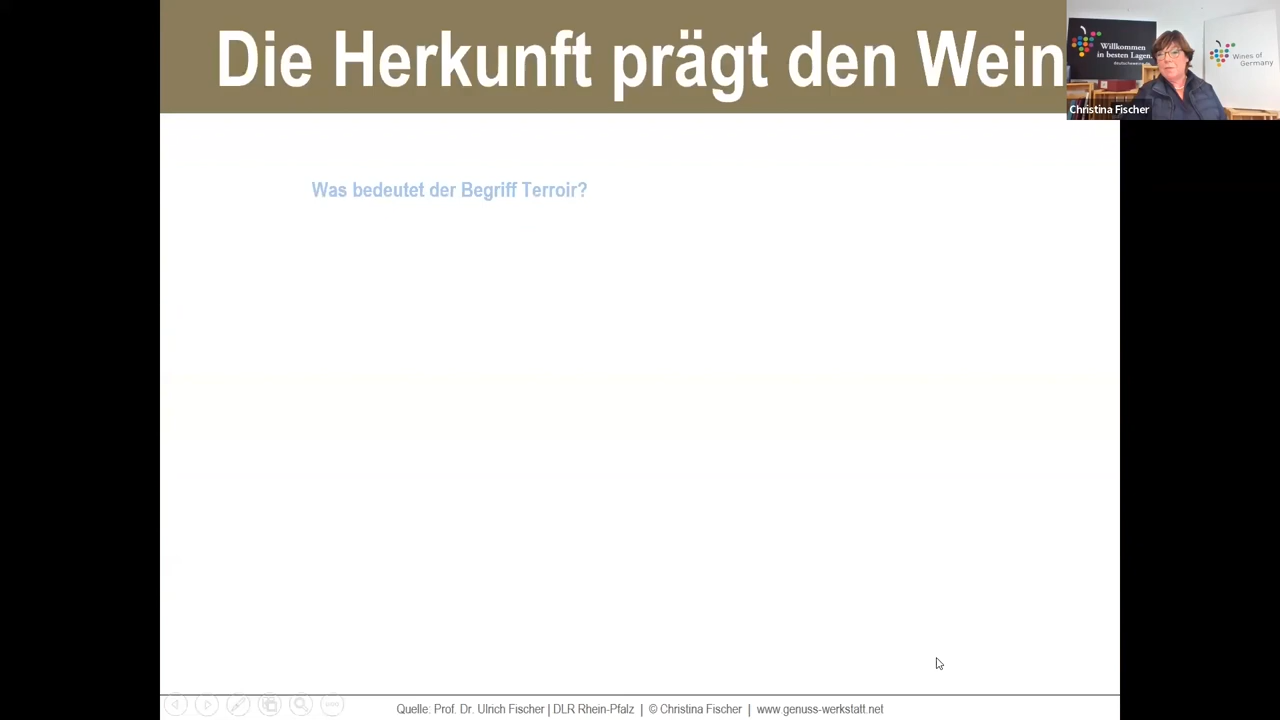 Die Herkunft prägt den Wein
Willkommen
in besten Lagen.
Wines of
Germany
Christina Fischer
Was bedeutet der Begriff Terroir?
Quelle: Prof. Dr. Ulrich Fischer | DLR Rhein-Pfalz | © Christina Fischer | www.genuss-werkstatt.net